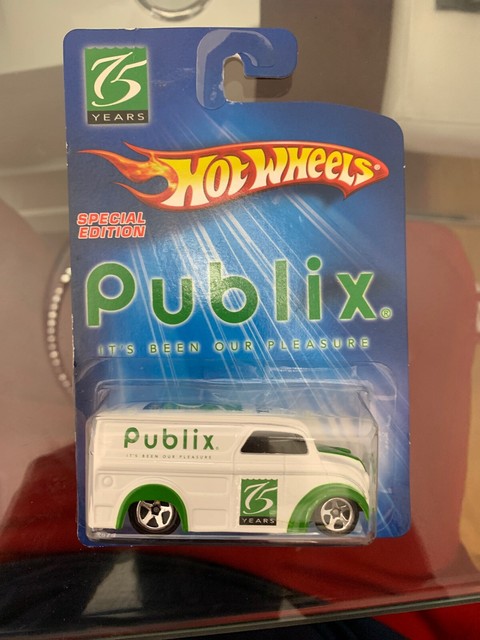 75
YEARS
HOT WHEELS
SPECIAL
EDITION
Publix®
IT'S BEEN OUR PLEASURE
Publix
IT'S BEEN OUR PLEASURE
75
YEARS